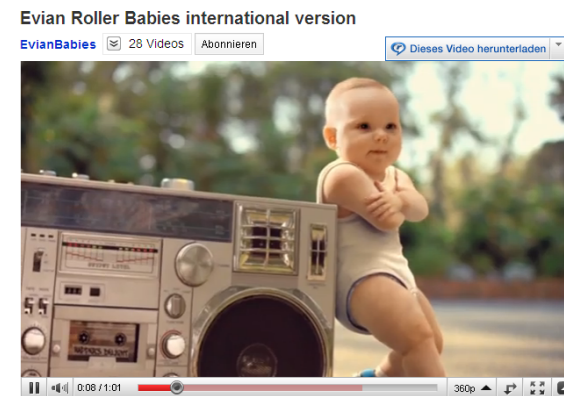 Evian Roller Babies international version
EvianBabies 28 Videos Abonnieren
Dieses Video herunterladen
0:08 / 1:01 360p